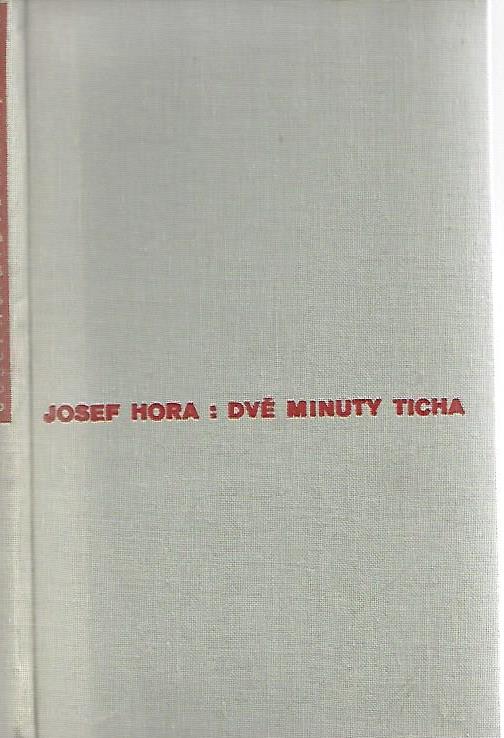 JOSEF HORA : DVĚ MINUTY TICHA